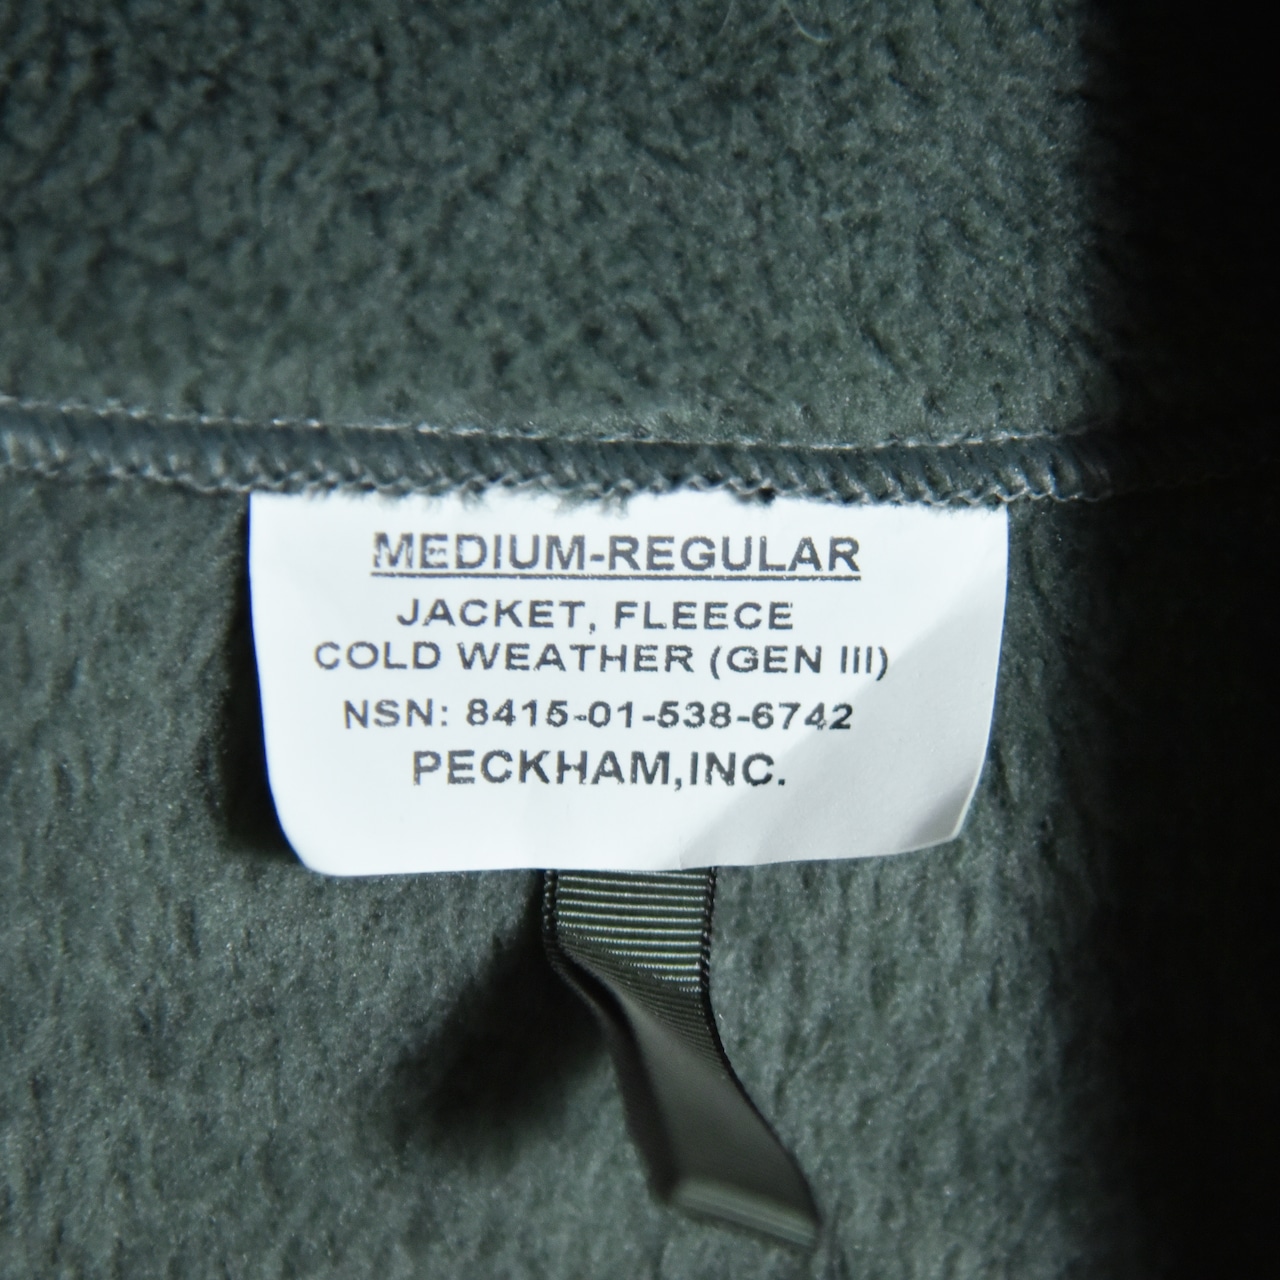 MEDIUM-REGULAR
JACKET, FLEECE
COLD WEATHER (GEN III)
NSN: 8415-01-538-6742
PECKHAM,INC.